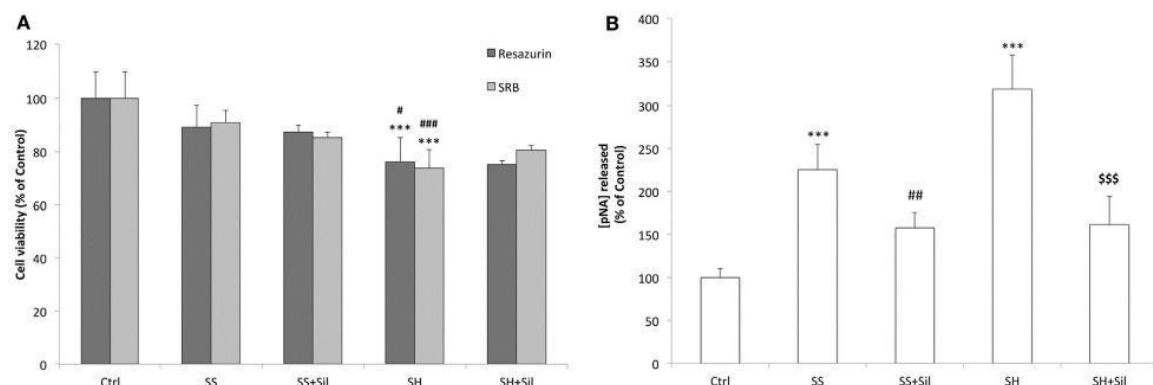 A
Cell viability (% of Control)
120
100
80
60
40
20
0
Resazurin
SRB
#
***
###
***
Ctrl SS SS+Sil SH SH+Sil
B
[pNA] released
(% of Control)
400
350
300
250
200
150
100
50
0
***
##
***
$$$
Ctrl SS SS+Sil SH SH+Sil